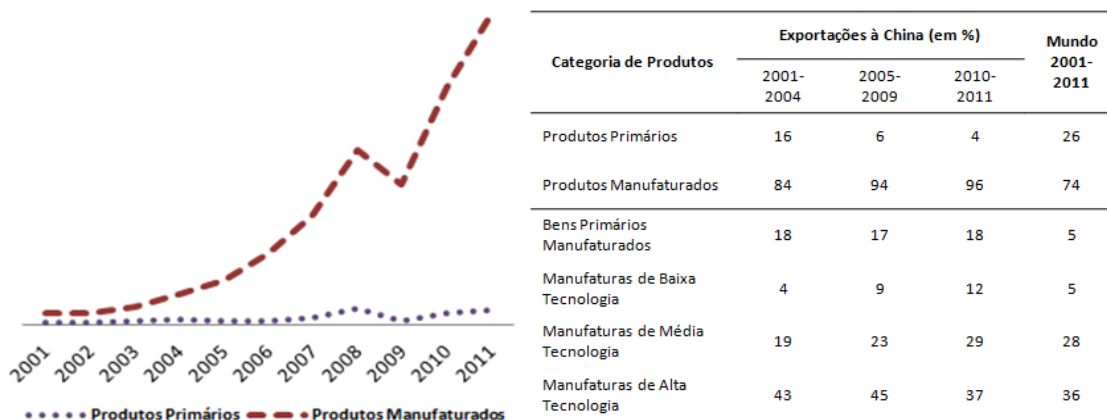 2001
2002
2003
2004
2005
2006
2007
2008
2009
2010
2011
Produtos Primários Produtos Manufaturados
Categoria de Produtos
Exportações à China (em %)
Mundo
2001-
2011
2001-
2004
2005-
2009
2010-
2011
Produtos Primários 16 6 4 26
Produtos Manufaturados 84 94 96 74
Bens Primários
Manufaturados 18 17 18 5
Manufaturas de Baixa
Tecnologia 4 9 12 5
Manufaturas de Média
Tecnologia 19 23 29 28
Manufaturas de Alta
Tecnologia 43 45 37 36